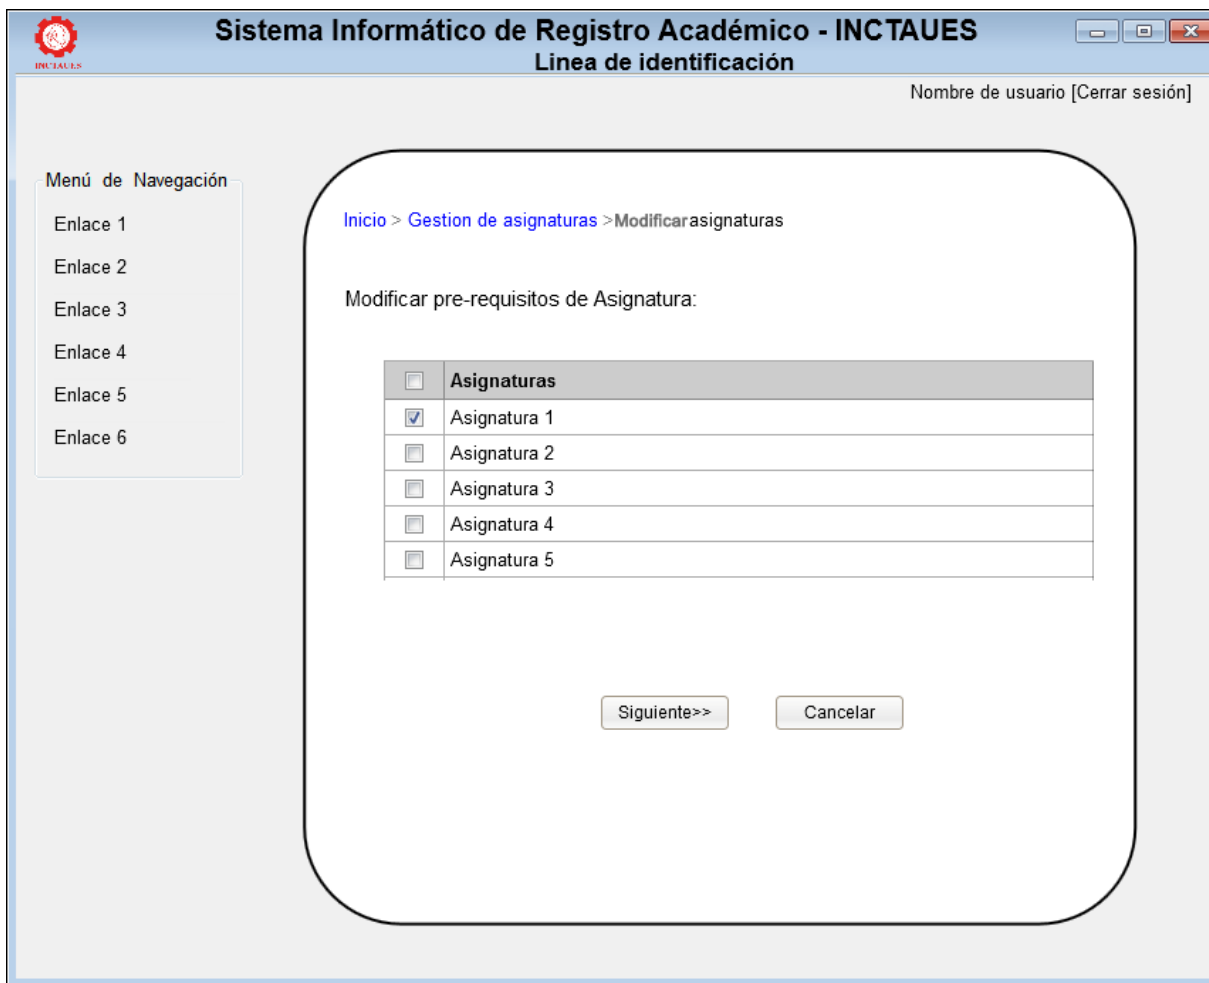 Sistema Informático de Registro Académico - INCTAUES
INCTAUES
Linea de identificación
Nombre de usuario [Cerrar sesión]
Menú de Navegación
Enlace 1
Enlace 2
Enlace 3
Enlace 4
Enlace 5
Enlace 6
Inicio > Gestion de asignaturas >Modificar asignaturas
Modificar pre-requisitos de Asignatura:
Asignaturas
Asignatura 1
Asignatura 2
Asignatura 3
Asignatura 4
Asignatura 5
Siguiente>> Cancelar